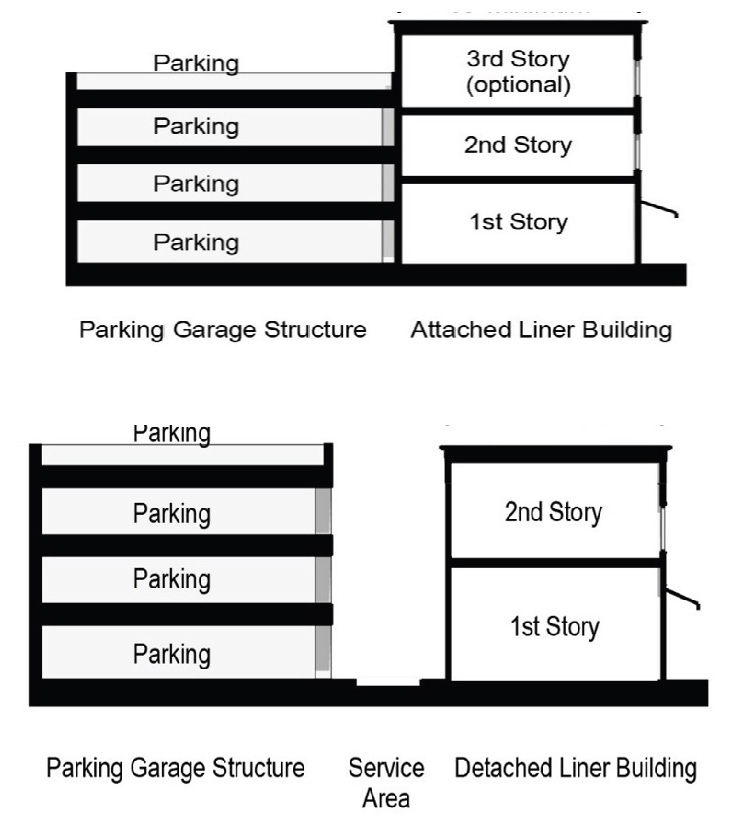 Parking
3rd Story
(optional)
Parking
2nd Story
Parking
1st Story
Parking
Parking Garage Structure
Attached Liner Building
Parking
Parking
2nd Story
Parking
1st Story
Parking
Parking Garage Structure
Service
Area
Detached Liner Building